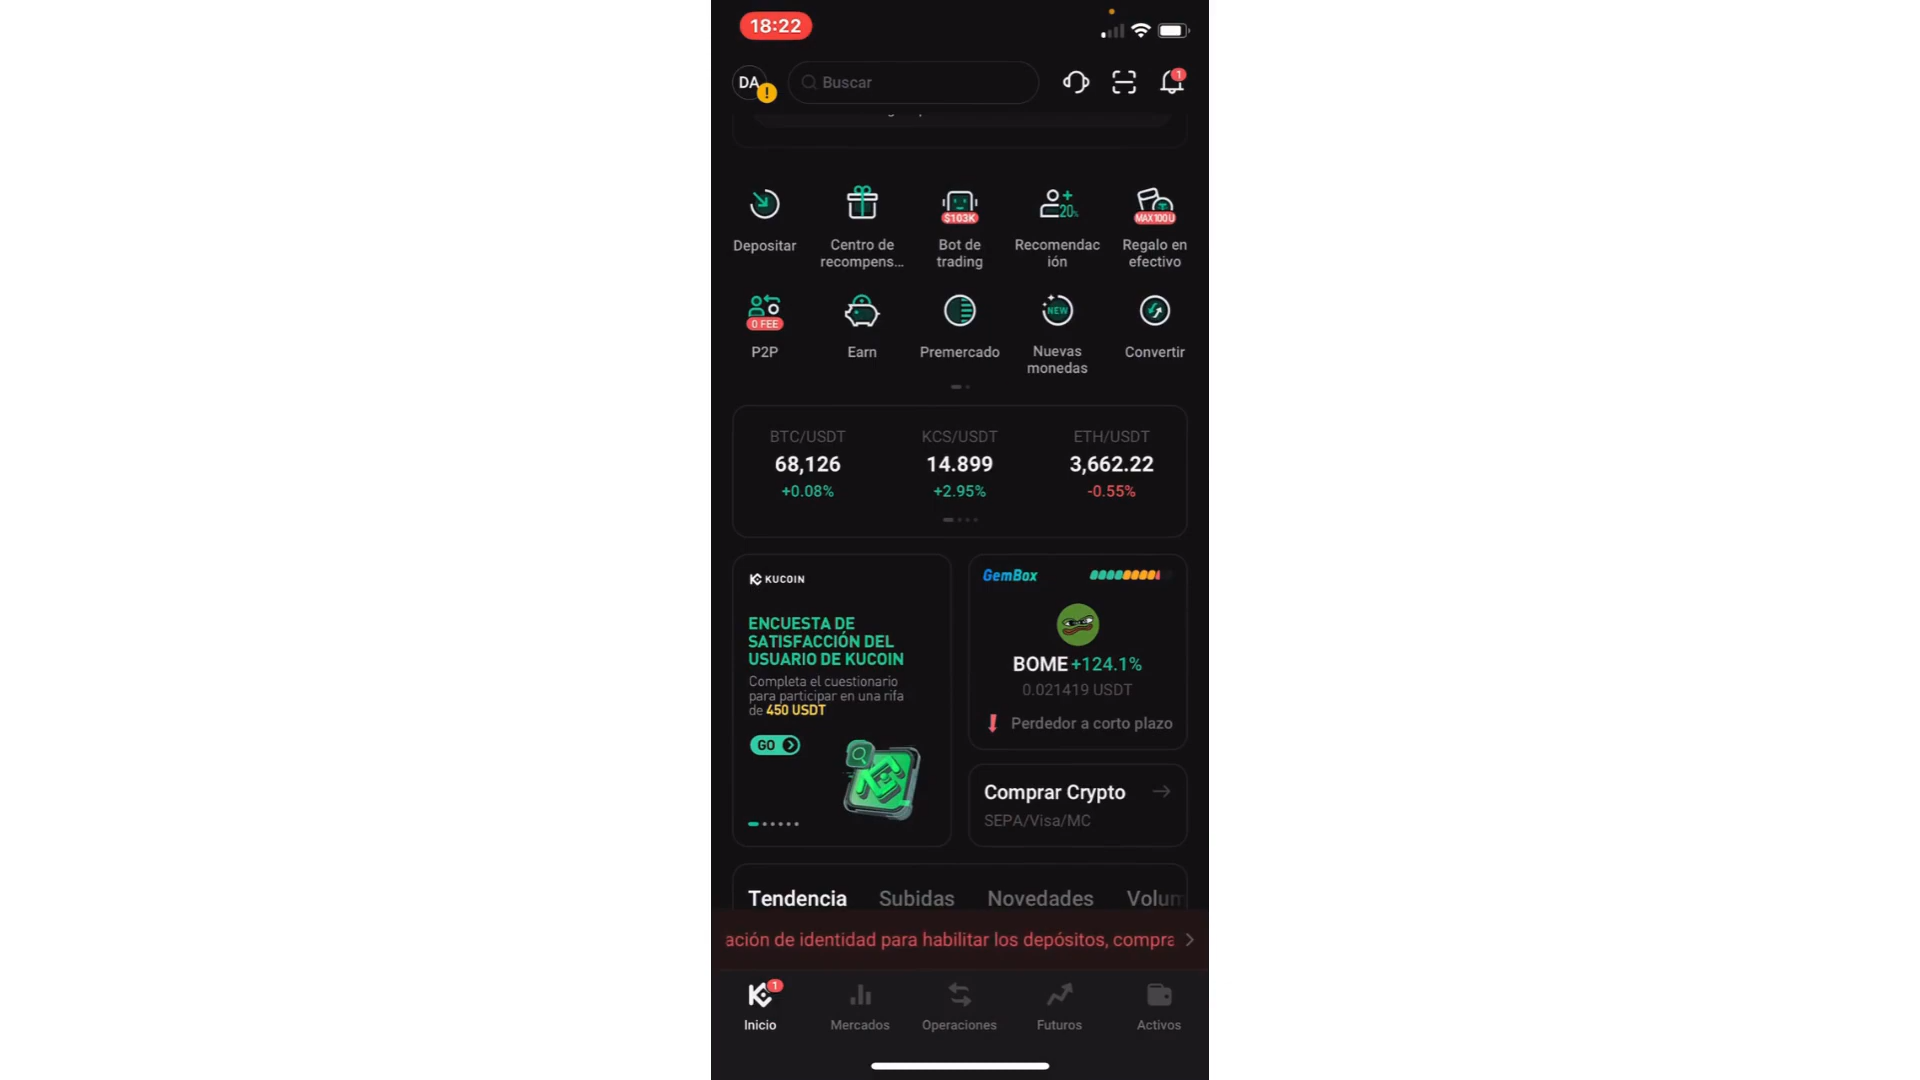 18:22
DA
!
Buscar
1
$103K
20%
MAX100U
Depositar
Centro de
recompens...
Bot de
trading
Recomendac
ión
Regalo en
efectivo
0 FEE
NEW
P2P
Earn
Premercado
Nuevas
monedas
Convertir
BTC/USDT
KCS/USDT
ETH/USDT
68,126
14.899
3,662.22
+0.08%
+2.95%
-0.55%
KUCOIN
ENCUESTA DE
SATISFACCIÓN DEL
USUARIO DE KUCOIN
Completa el cuestionario
para participar en una rifa
de 450 USDT
GO
GemBox
BOME +124.1%
0.021419 USDT
Perdedor a corto plazo
Comprar Crypto
SEPA/Visa/MC
Tendencia
Subidas
Novedades
Volum
ación de identidad para habilitar los depósitos, compra
1
Inicio
Mercados
Operaciones
Futuros
Activos